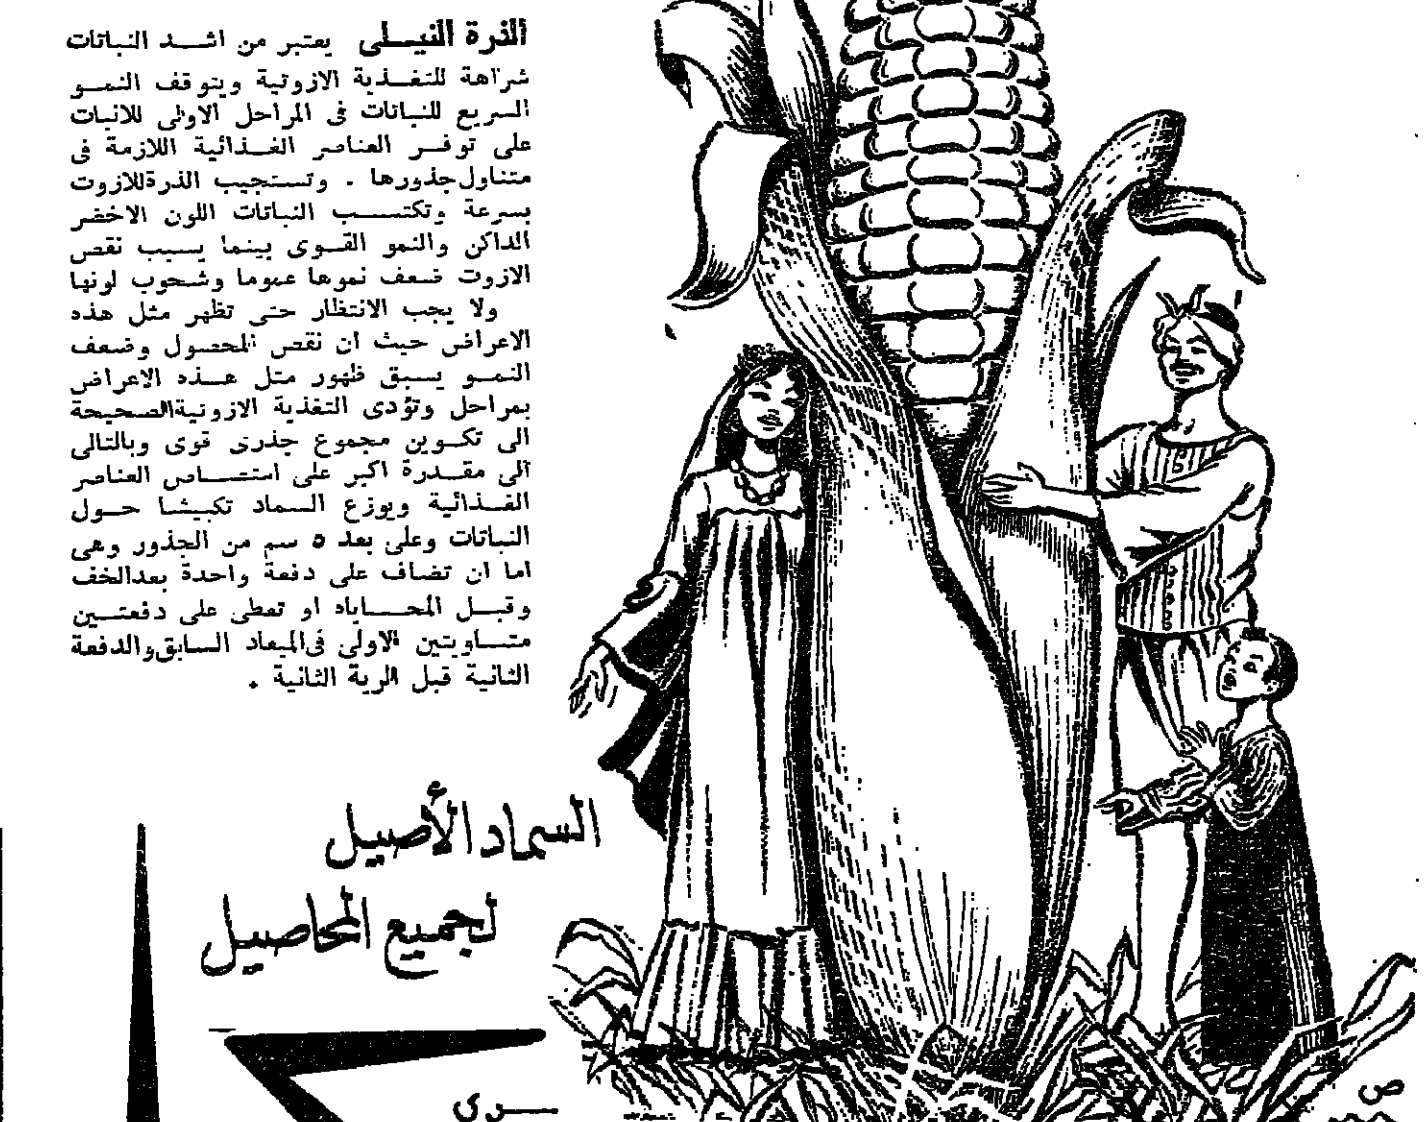 الذرة النيلى يعتبر من اشد النباتات
شراهة للتغذية الازوتية ويتوقف النمو
السريع للنباتات فى المراحل الاولى للانبات
على توفر العناصر الغذائية اللازمة فى
متناول جذورها . وتستجيب الذرة للازوت
بسرعة وتكتسب النباتات اللون الاخضر
الداكن والنمو القوى بينما يسبب نقص
الازوت ضعف نموها عموما وشحوب لونها
ولا يجب الانتظار حتى تظهر مثل هذه
الاعراض حيث ان نقص المحصول وضعف
النمو يسبق ظهور مثل هذه الاعراض
بمراحل وتؤدى التغذية الازوتية الصحيحة
الى تكوين مجموع جذرى قوى وبالتالى
الى مقدرة اكبر على امتصاص العناصر
الغذائية ويوزع السماد تكبيشا حول
النباتات وعلى بعد ٥ سم من الجذور وهى
اما ان تضاف على دفعة واحدة بعد الخف
وقبل المحاياه او تعطى على دفعتين
متساويتين الاولى فى الميعاد السابق والدفعة
الثانية قبل الرية الثانية .
السماد الأصيل
لجميع المحاصيل